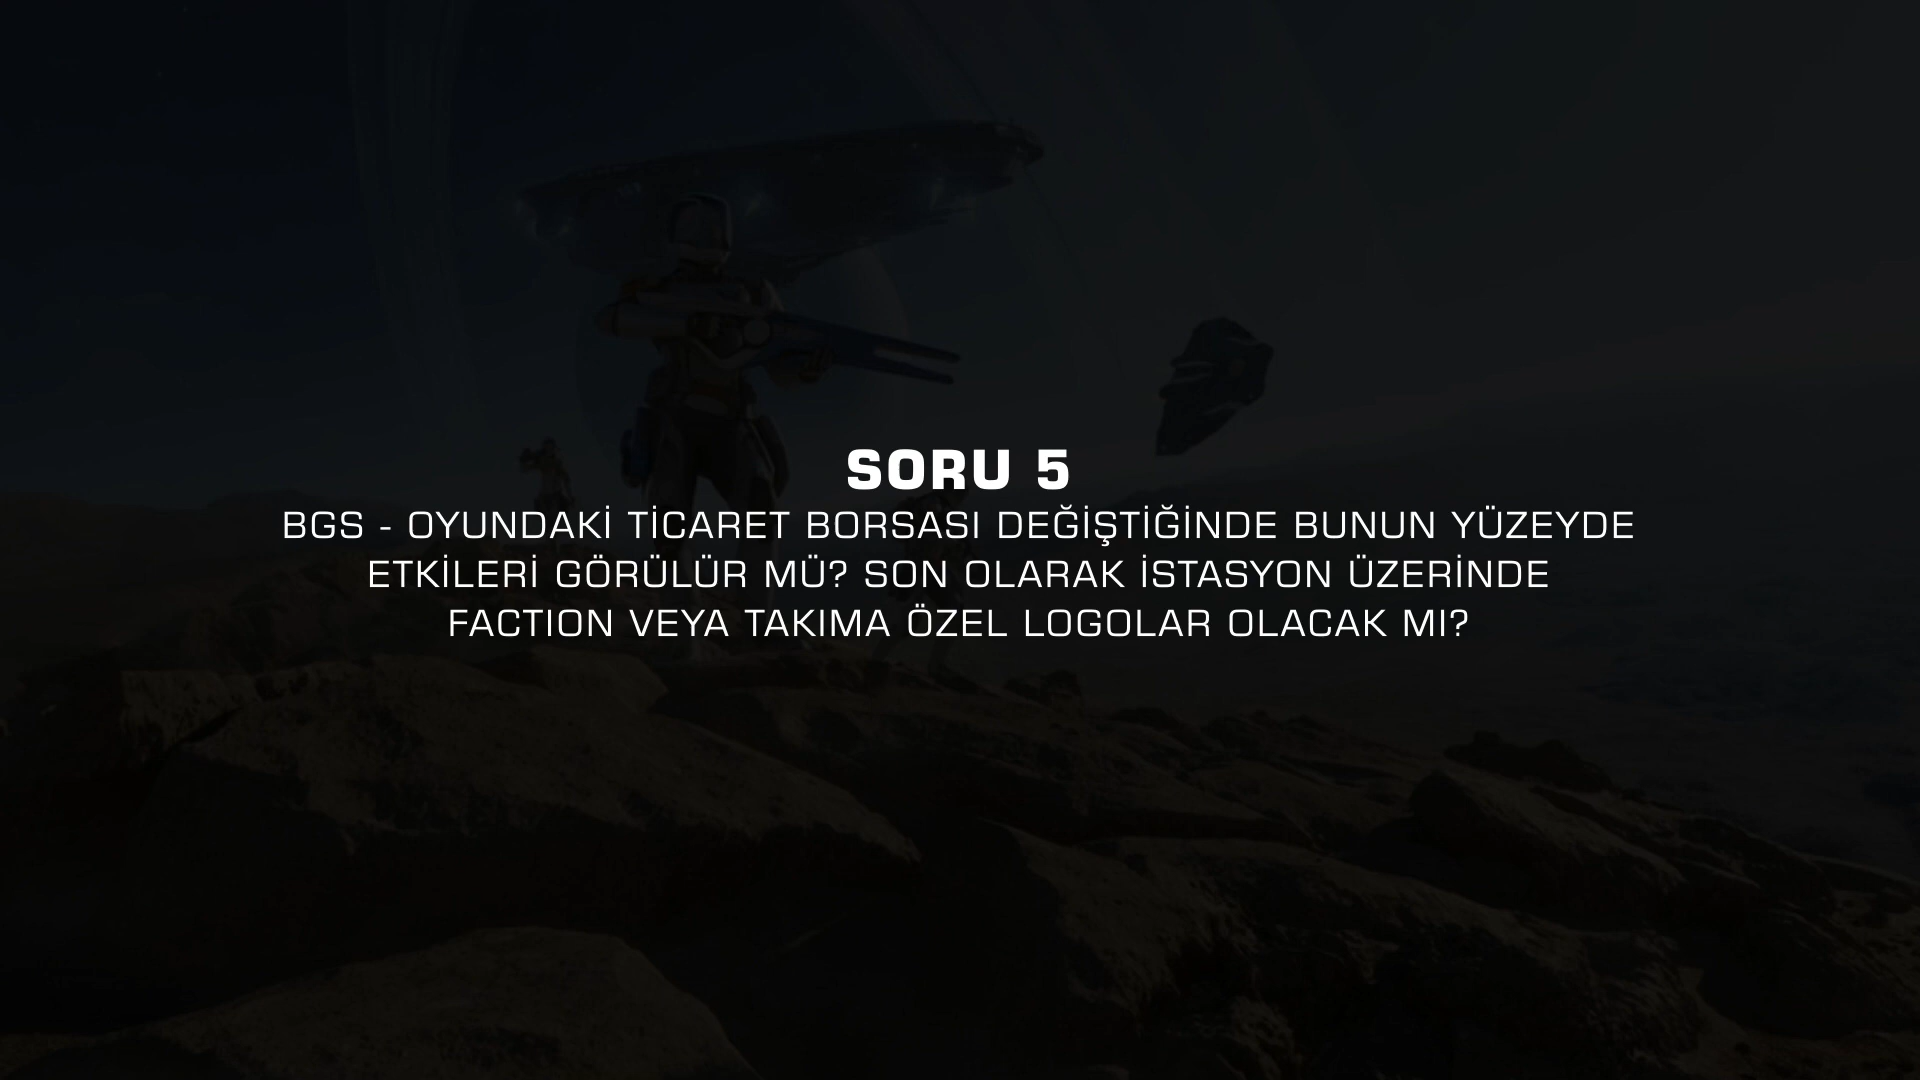 SORU 5
BGS - OYUNDAKİ TİCARET BORSASI DEĞİŞTİĞİNDE BUNUN YÜZEYDE
ETKİLERİ GÖRÜLÜR MÜ? SON OLARAK İSTASYON ÜZERİNDE
FACTION VEYA TAKIMA ÖZEL LOGOLAR OLACAK MI?